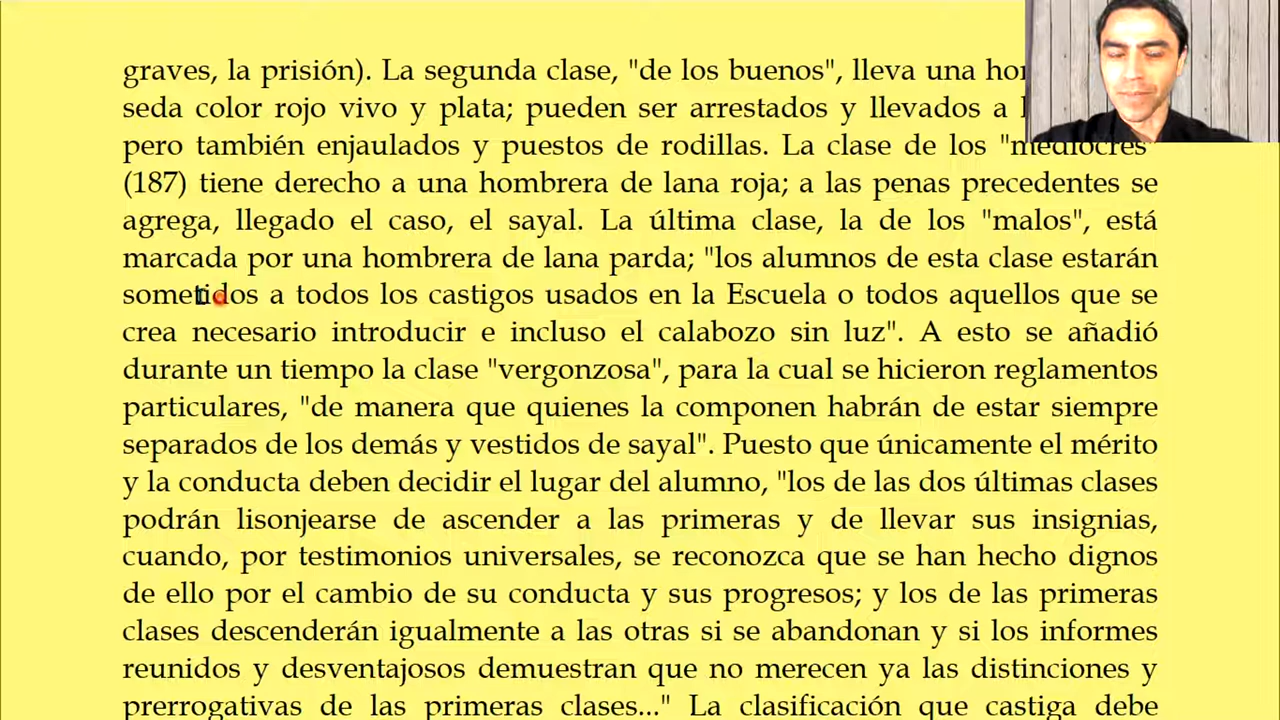 graves, la prisión). La segunda clase, "de los buenos", lleva una
seda color rojo vivo y plata; pueden ser arrestados y llevados a
pero también enjaulados y puestos de rodillas. La clase de los "mediocres"
(187) tiene derecho a una hombrera de lana roja; a las penas precedentes se
agrega, llegado el caso, el sayal. La última clase, la de los "malos", está
marcada por una hombrera de lana parda; "los alumnos de esta clase estarán
sometidos a todos los castigos usados en la Escuela o todos aquellos que se
crea necesario introducir e incluso el calabozo sin luz". A esto se añadió
durante un tiempo la clase "vergonzosa", para la cual se hicieron reglamentos
particulares, "de manera que quienes la componen habrán de estar siempre
separados de los demás y vestidos de sayal". Puesto que únicamente el mérito
y la conducta deben decidir el lugar del alumno, "los de las dos últimas clases
podrán lisonjearse de ascender a las primeras y de llevar sus insignias,
cuando, por testimonios universales, se reconozca que se han hecho dignos
de ello por el cambio de su conducta y sus progresos; y los de las primeras
clases descenderán igualmente a las otras si se abandonan y si los informes
reunidos y desventajosos demuestran que no merecen ya las distinciones y
prerrogativas de las primeras clases..." La clasificación que castiga debe